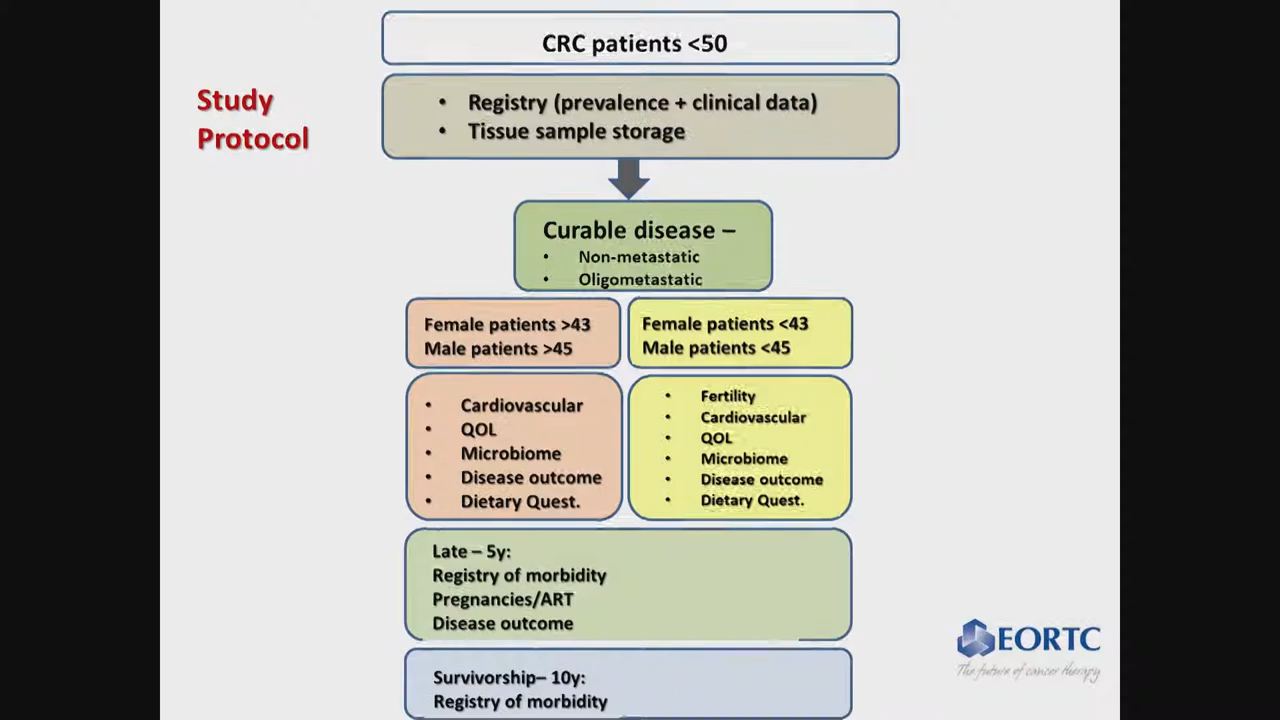 CRC patients <50
Study
Protocol
• Registry (prevalence + clinical data)
• Tissue sample storage
Curable disease –
• Non-metastatic
• Oligometastatic
Female patients >43
Male patients >45
Female patients <43
Male patients <45
• Cardiovascular
• QOL
• Microbiome
• Disease outcome
• Dietary Quest.
• Fertility
• Cardiovascular
• QOL
• Microbiome
• Disease outcome
• Dietary Quest.
Late – 5y:
Registry of morbidity
Pregnancies/ART
Disease outcome
Survivorship– 10y:
Registry of morbidity
EORTC
The future of cancer therapy